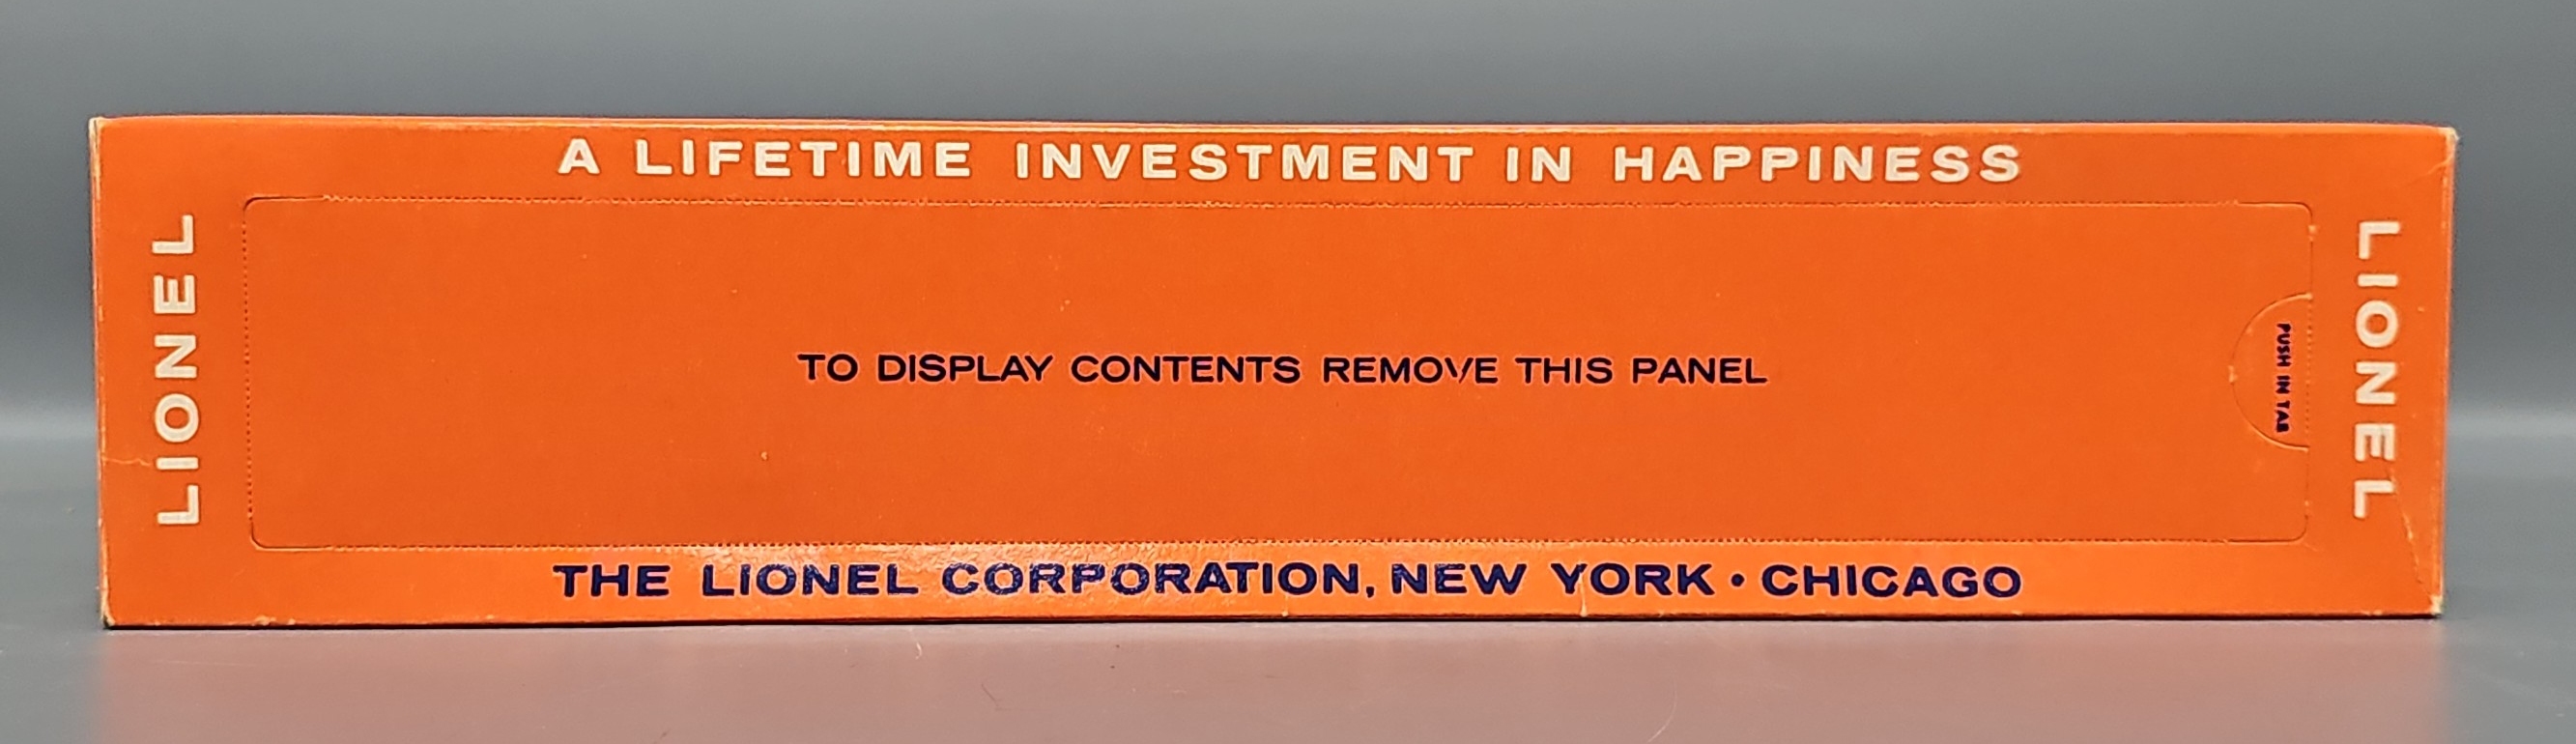 A LIFETIME INVESTMENT IN HAPPINESS
LIONEL
TO DISPLAY CONTENTS REMOVE THIS PANEL
PUSH IN TAB
LIONEL
THE LIONEL CORPORATION, NEW YORK • CHICAGO